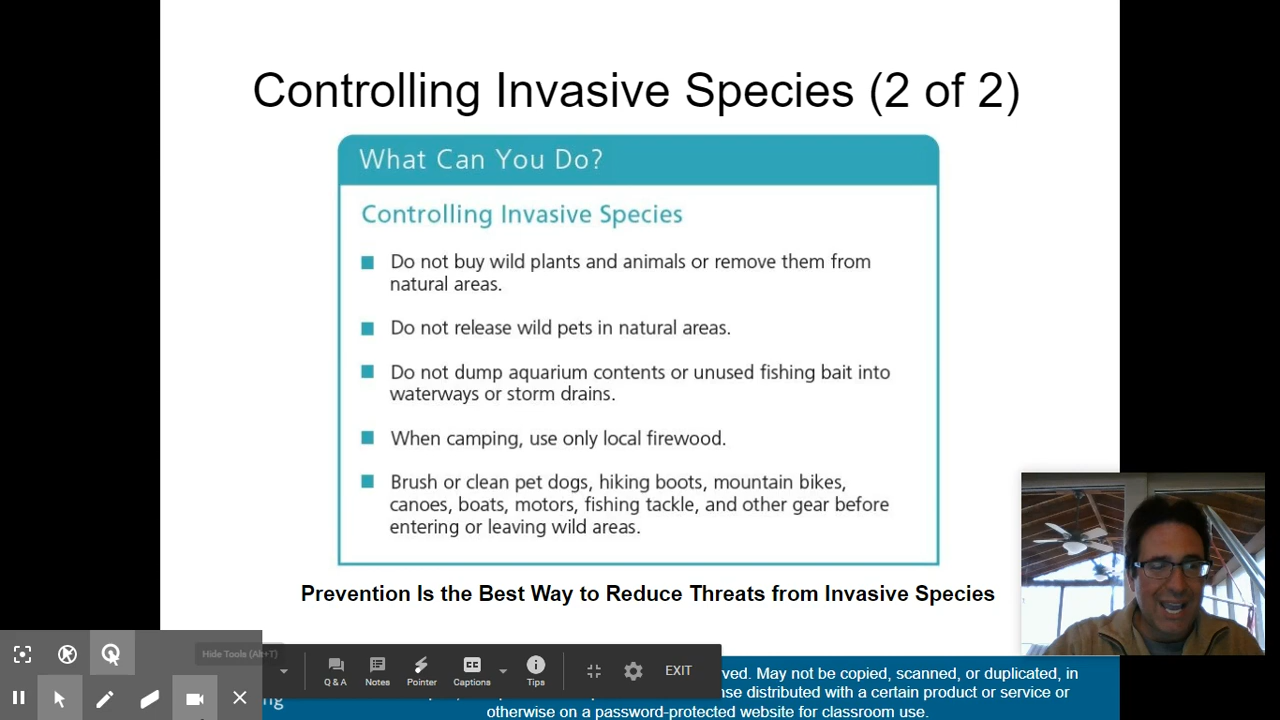 Controlling Invasive Species (2 of 2)
What Can You Do?
Controlling Invasive Species
Do not buy wild plants and animals or remove them from
natural areas.
Do not release wild pets in natural areas.
Do not dump aquarium contents or unused fishing bait into
waterways or storm drains.
When camping, use only local firewood.
Brush or clean pet dogs, hiking boots, mountain bikes,
canoes, boats, motors, fishing tackle, and other gear before
entering or leaving wild areas.
Prevention Is the Best Way to Reduce Threats from Invasive Species
Hide Tools (Alt+T)
Q & A
Notes
Pointer
CC
Captions
Tips
EXIT
May not be copied, scanned, or duplicated, in
distributed with a certain product or service or
otherwise on a password-protected website for classroom use.